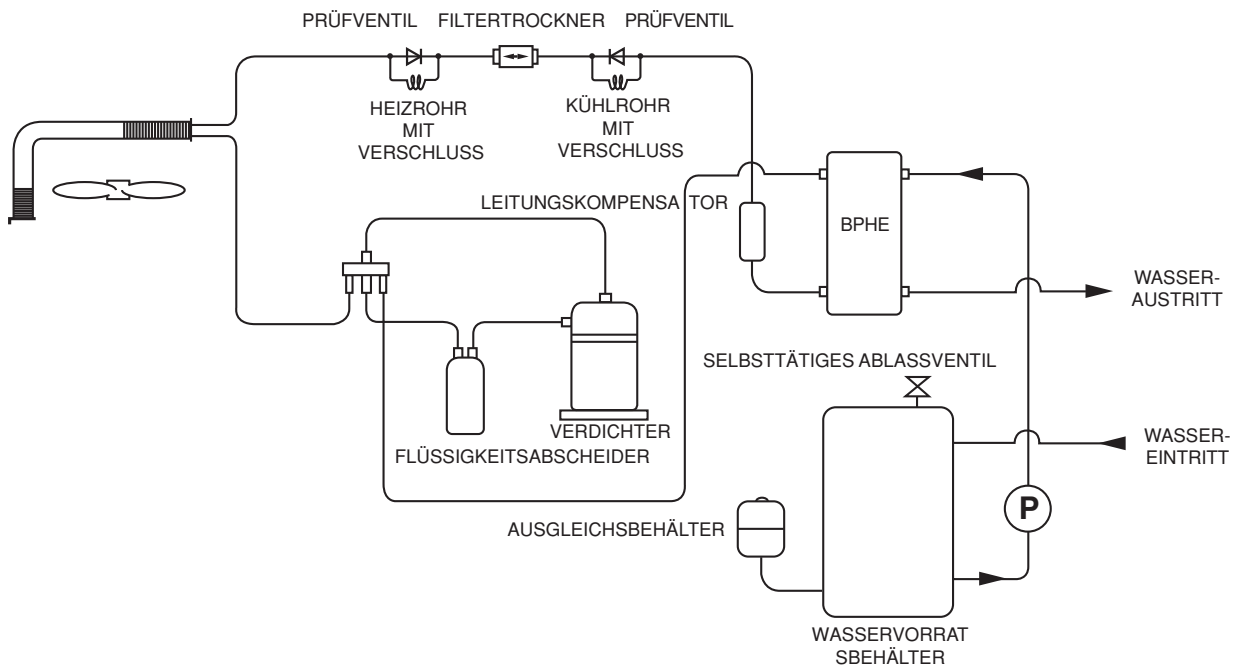 PRÜFVENTIL FILTERTROCKNER PRÜFVENTIL
HEIZROHR
MIT
VERSCHLUSS
KÜHLROHR
MIT
VERSCHLUSS
LEITUNGSKOMPENSA TOR
BPHE
WASSER-
AUSTRITT
SELBSTTÄTIGES ABLASSVENTIL
VERDICHTER
FLÜSSIGKEITSABSCHEIDER
WASSER-
EINTRITT
P
AUSGLEICHSBEHÄLTER
WASSERVORRAT
SBEHÄLTER